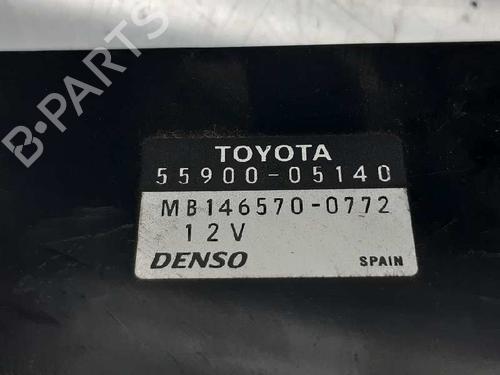 B-PARTS
TOYOTA
55900-05140
MB146570-0772
12V
DENSO SPAIN